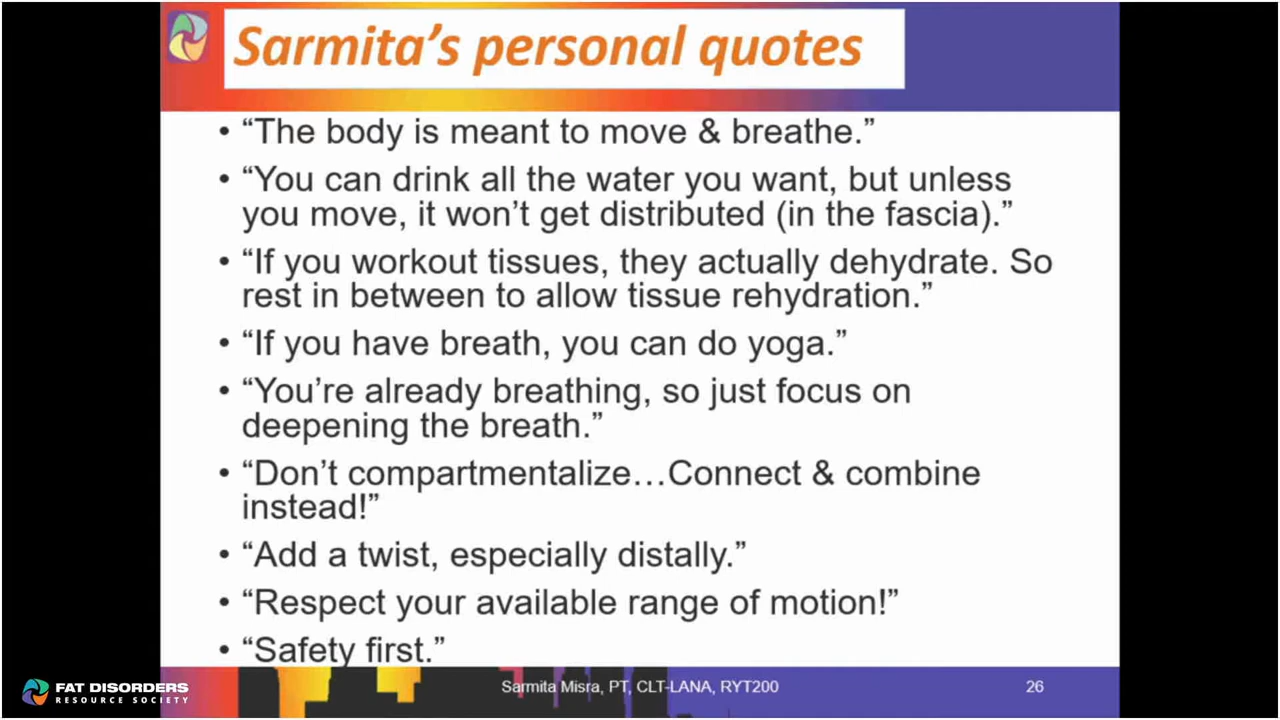 Sarmita’s personal quotes
• “The body is meant to move & breathe.”
• “You can drink all the water you want, but unless
you move, it won’t get distributed (in the fascia).”
• “If you workout tissues, they actually dehydrate. So
rest in between to allow tissue rehydration.”
• “If you have breath, you can do yoga.”
• “You’re already breathing, so just focus on
deepening the breath.”
• “Don’t compartmentalize…Connect & combine
instead!”
• “Add a twist, especially distally.”
• “Respect your available range of motion!”
• “Safety first.”
FAT DISORDERS
RESOURCE SOCIETY
Sarmita Misra, PT, CLT-LANA, RYT200
26